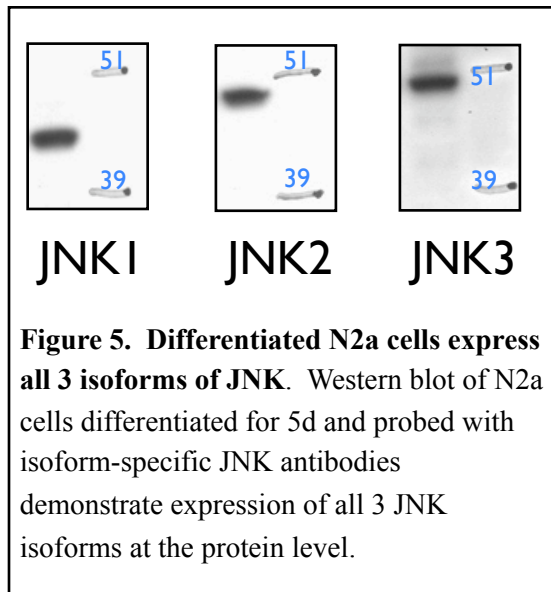 51 51 51
39 39 39
JNK1 JNK2 JNK3
Figure 5. Differentiated N2a cells express
all 3 isoforms of JNK. Western blot of N2a
cells differentiated for 5d and probed with
isoform-specific JNK antibodies
demonstrate expression of all 3 JNK
isoforms at the protein level.